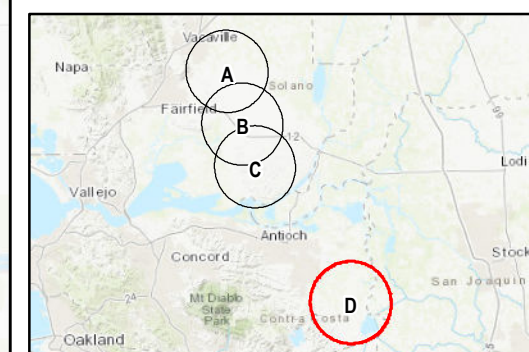 Vacaville
Napa
A
Solano
Fairfield
99
B
12
Lodi
C
Vallejo
Antioch
Concord
Stock
San Joaquin
24
Mt Diablo
State
Park
D
Contra Costa
Oakland